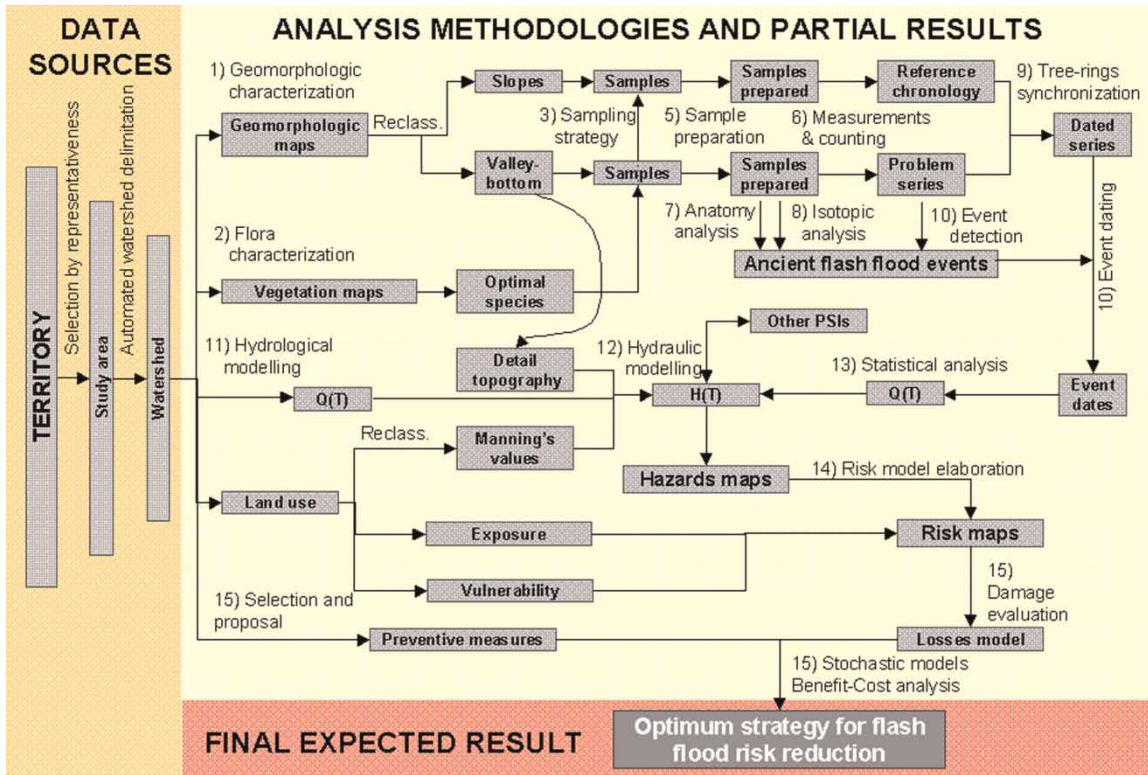 DATA
SOURCES
ANALYSIS METHODOLOGIES AND PARTIAL RESULTS
TERRITORY
Selection by representativeness
Study area
Automated watershed delimitation
Watershed
1) Geomorphologic
characterization
Geomorphologic
maps
Reclass.
Slopes
Samples
Samples
prepared
Reference
chronology
9) Tree-rings
synchronization
3) Sampling
strategy
5) Sample
preparation
6) Measurements
& counting
Dated
series
Valley-
bottom
Samples
Samples
prepared
Problem
series
7) Anatomy
analysis
8) Isotopic
analysis
10) Event
detection
10) Event dating
2) Flora
characterization
Ancient flash flood events
Vegetation maps
Optimal
species
Other PSIs
11) Hydrological
modelling
Detail
topography
12) Hydraulic
modelling
13) Statistical analysis
Q(T)
H(T)
Q(T)
Event
dates
Reclass.
Manning's
values
Hazards maps
14) Risk model elaboration
Land use
Exposure
Risk maps
Vulnerability
15)
Damage
evaluation
15) Selection and
proposal
Preventive measures
Losses model
15) Stochastic models
Benefit-Cost analysis
FINAL EXPECTED RESULT
Optimum strategy for flash
flood risk reduction